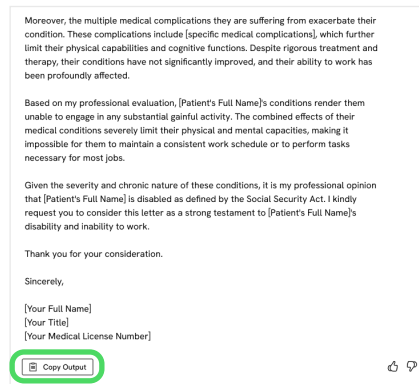 Moreover, the multiple medical complications they are suffering from exacerbate their
condition. These complications include [specific medical complications], which further
limit their physical capabilities and cognitive functions. Despite rigorous treatment and
therapy, their conditions have not significantly improved, and their ability to work has
been profoundly affected.
Based on my professional evaluation, [Patient's Full Name]'s conditions render them
unable to engage in any substantial gainful activity. The combined effects of their
medical conditions severely limit their physical and mental capacities, making it
impossible for them to maintain a consistent work schedule or to perform tasks
necessary for most jobs.
Given the severity and chronic nature of these conditions, it is my professional opinion
that [Patient's Full Name] is disabled as defined by the Social Security Act. I kindly
request you to consider this letter as a strong testament to [Patient's Full Name]'s
disability and inability to work.
Thank you for your consideration.
Sincerely,
[Your Full Name]
[Your Title]
[Your Medical License Number]
Copy Output